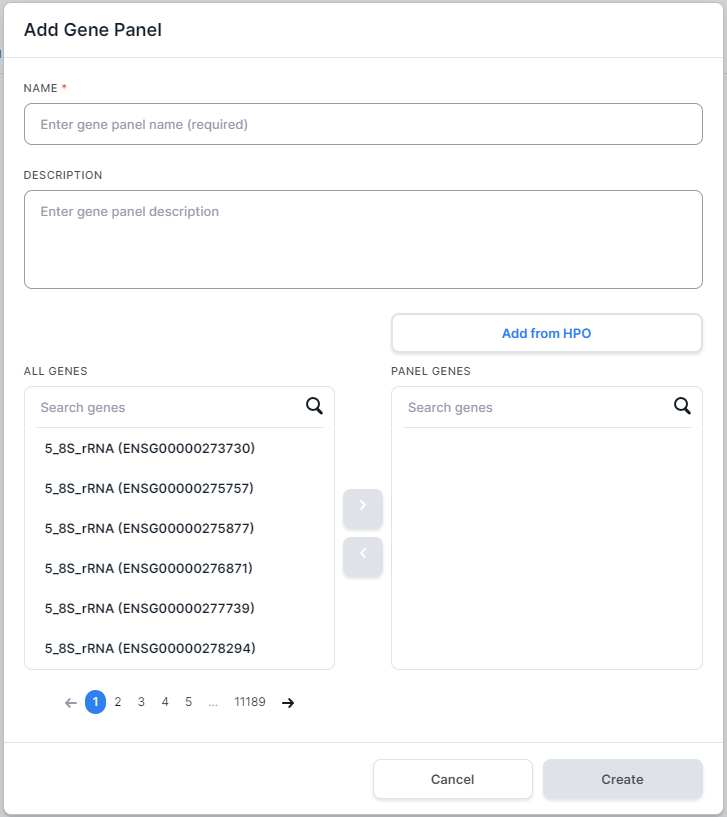 Add Gene Panel
NAME *
Enter gene panel name (required)
DESCRIPTION
Enter gene panel description
Add from HPO
ALL GENES
Search genes
5_8S_rRNA (ENSG00000273730)
5_8S_rRNA (ENSG00000275757)
5_8S_rRNA (ENSG00000275877)
5_8S_rRNA (ENSG00000276871)
5_8S_rRNA (ENSG00000277739)
5_8S_rRNA (ENSG00000278294)
PANEL GENES
Search genes
← 1 2 3 4 5 ... 11189 →
Cancel
Create